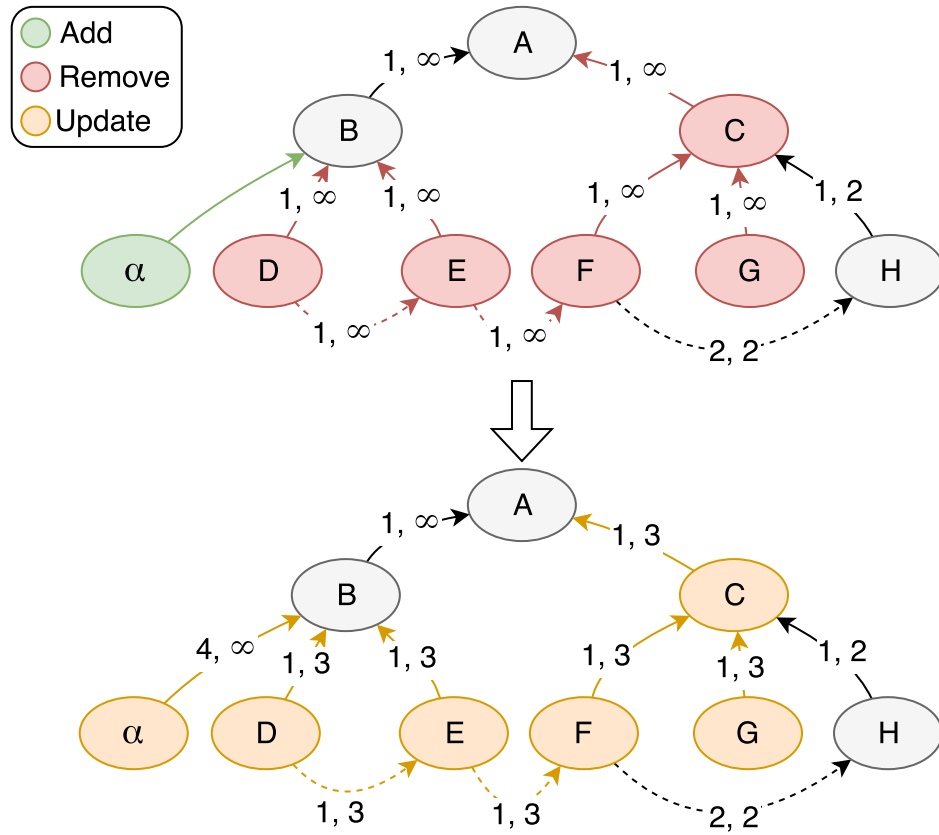 Add
Remove
Update
A
1, ∞
1, ∞
B
C
1, ∞
1, ∞
1, ∞
1, ∞
1, 2
α
D
E
F
G
H
1, ∞
1, ∞
2, 2
A
1, ∞
1, 3
B
C
4, ∞
1, 3
1, 3
1, 3
1, 3
1, 2
α
D
E
F
G
H
1, 3
1, 3
2, 2